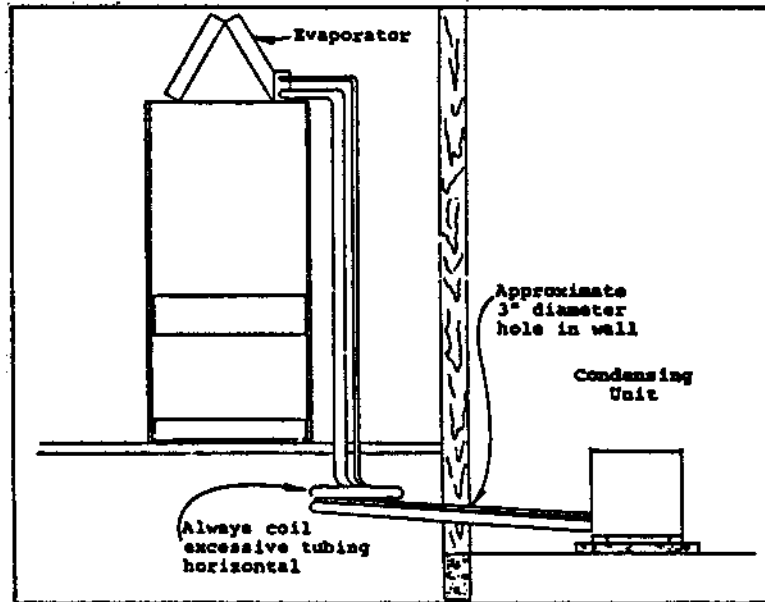 Evaporator
Approximate
3" diameter
hole in wall
Condensing
Unit
Always coil
excessive tubing
horizontal